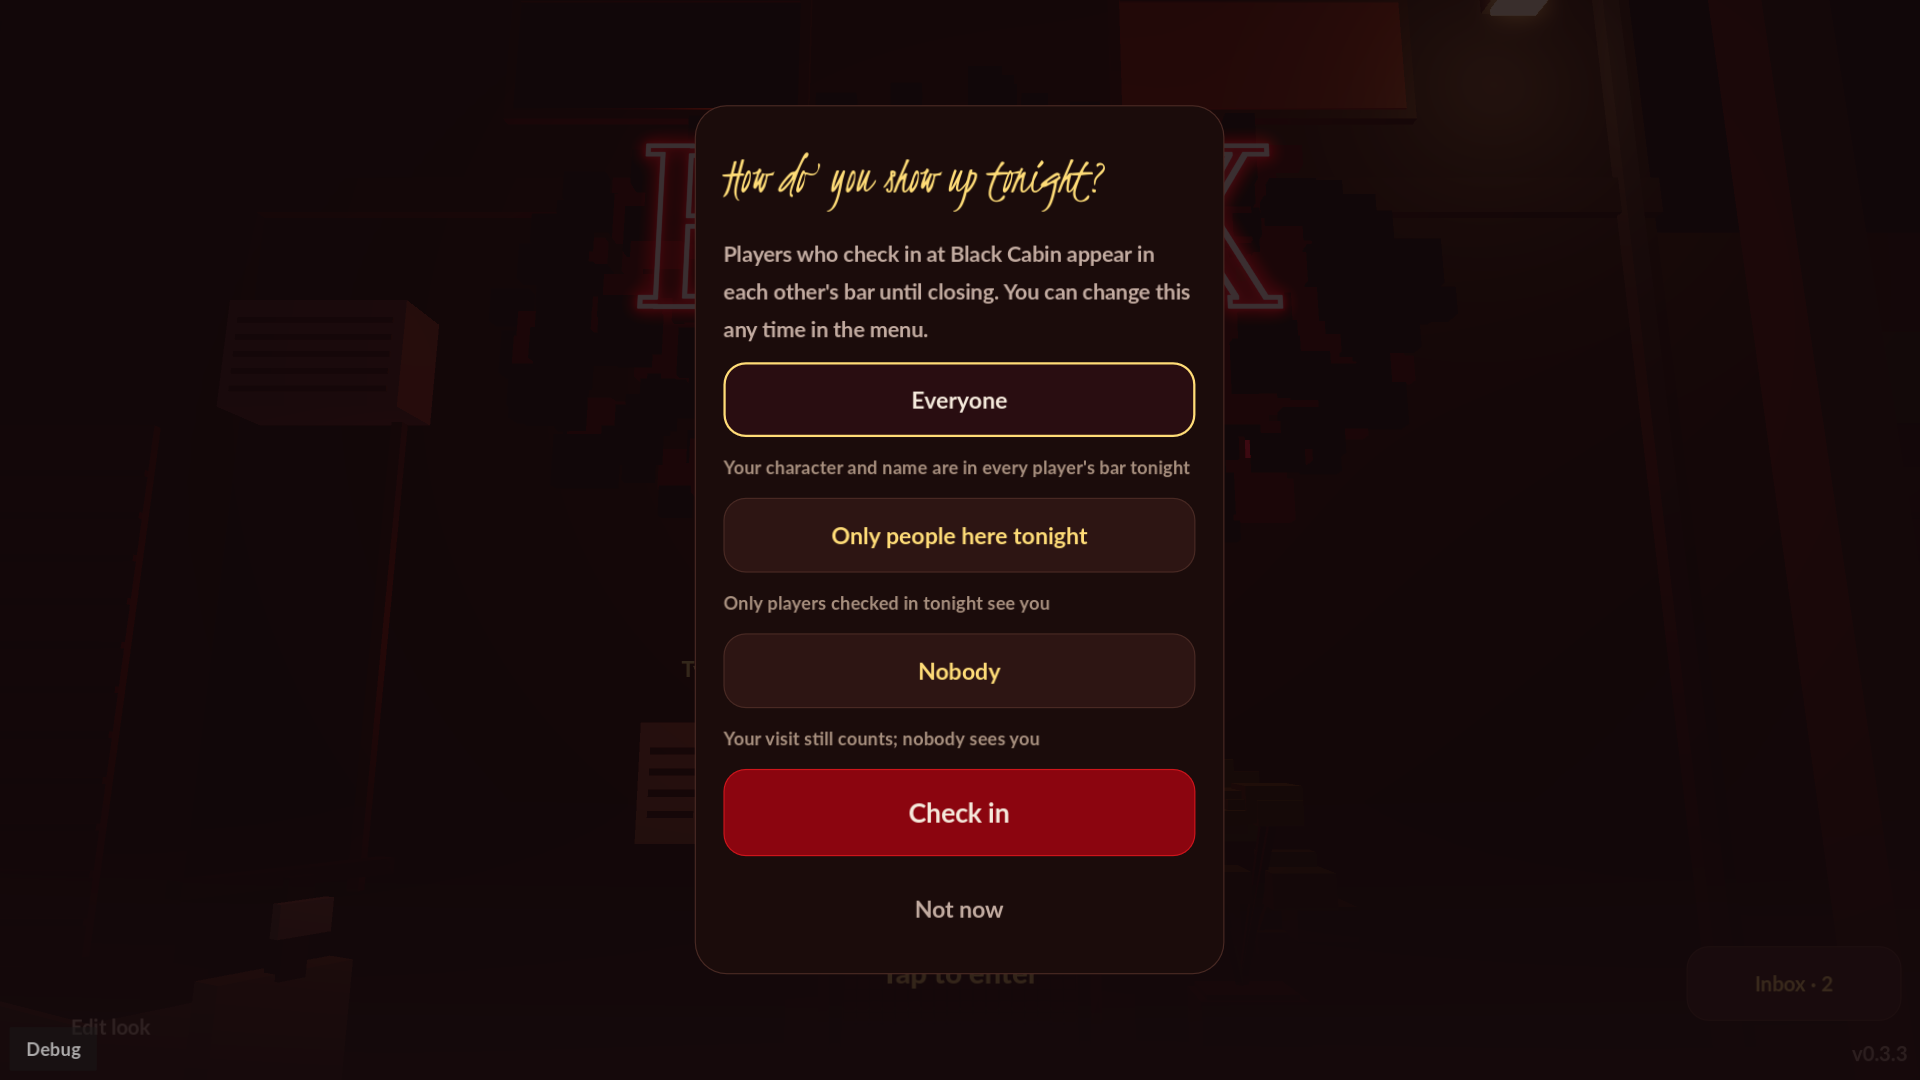 How do you show up tonight?
Players who check in at Black Cabin appear in
each other's bar until closing. You can change this
any time in the menu.
Everyone
Your character and name are in every player's bar tonight
Only people here tonight
Only players checked in tonight see you
Nobody
Your visit still counts; nobody sees you
Check in
Not now
Tap to enter
Inbox · 2
Edit look
Debug
v0.3.3